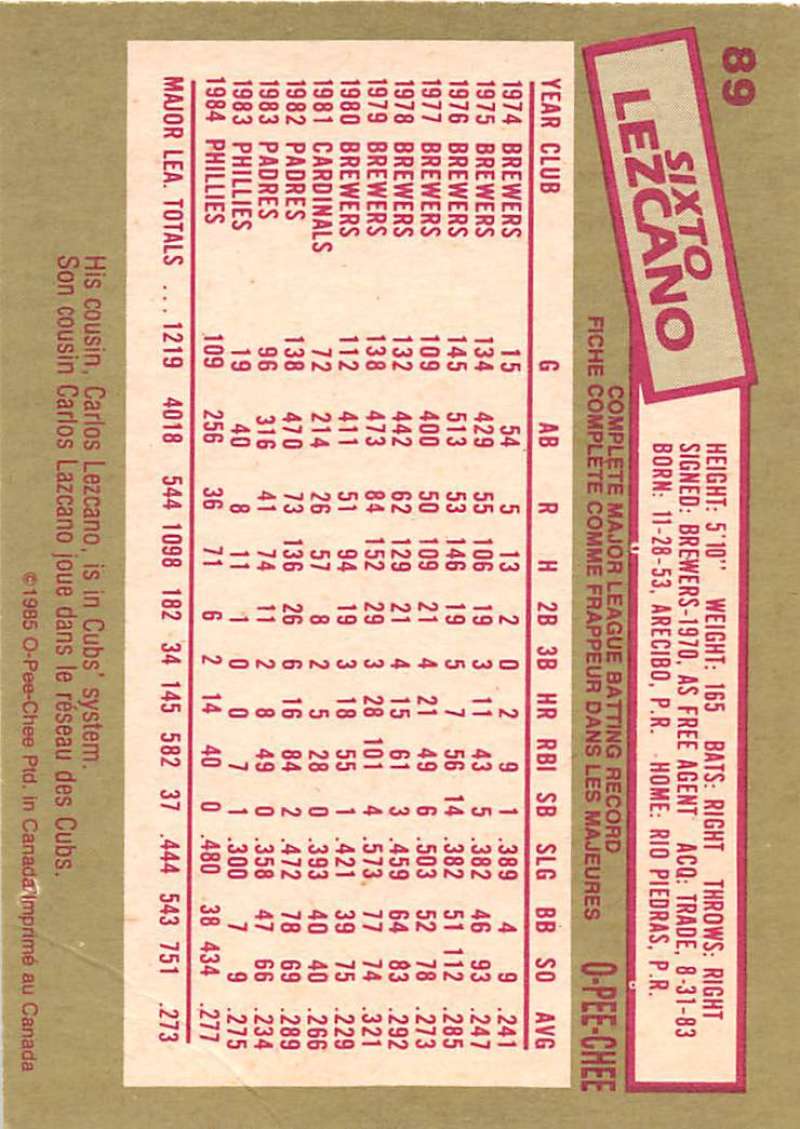 89
SIXTO
LEZCANO
HEIGHT: 5'10" WEIGHT: 165 BATS: RIGHT THROWS: RIGHT
SIGNED: BREWERS-1970, AS FREE AGENT ACQ: TRADE, 8-31-83
BORN: 11-28-53, ARECIBO, P.R. HOME: RIO PIEDRAS, P.R.
COMPLETE MAJOR LEAGUE BATTING RECORD
FICHE COMPLÈTE COMME FRAPPEUR DANS LES MAJEURES
O-PEE-CHEE
YEAR CLUB G AB R H 2B 3B HR RBI SB SLG BB SO AVG
1974 BREWERS 15 54 5 13 2 0 2 9 1 .389 4 9 .241
1975 BREWERS 134 429 55 106 19 3 11 43 5 .382 46 93 .247
1976 BREWERS 145 513 53 146 19 5 7 56 14 .382 51 112 .285
1977 BREWERS 109 400 50 109 21 4 21 49 6 .503 52 78 .273
1978 BREWERS 132 442 62 129 21 4 15 61 3 .459 64 83 .292
1979 BREWERS 138 473 84 152 29 3 28 101 4 .573 77 74 .321
1980 BREWERS 112 411 51 94 19 3 18 55 1 .421 39 75 .229
1981 CARDINALS 72 214 26 57 8 2 5 28 0 .393 40 40 .266
1982 PADRES 138 470 73 136 26 6 16 84 2 .472 78 69 .289
1983 PADRES 96 316 41 74 11 2 8 49 0 .358 47 66 .234
1983 PHILLIES 19 40 8 11 1 0 0 7 1 .300 7 9 .275
1984 PHILLIES 109 256 36 71 6 2 14 40 0 .480 38 434 .277
MAJOR LEA. TOTALS ... 1219 4018 544 1098 182 34 145 582 37 .444 543 751 .273
His cousin, Carlos Lezcano, is in Cubs' system.
Son cousin Carlos Lazcano joue dans le réseau des Cubs.
©1985 O-Pee-Chee Ptd. in Canada/Imprimé au Canada